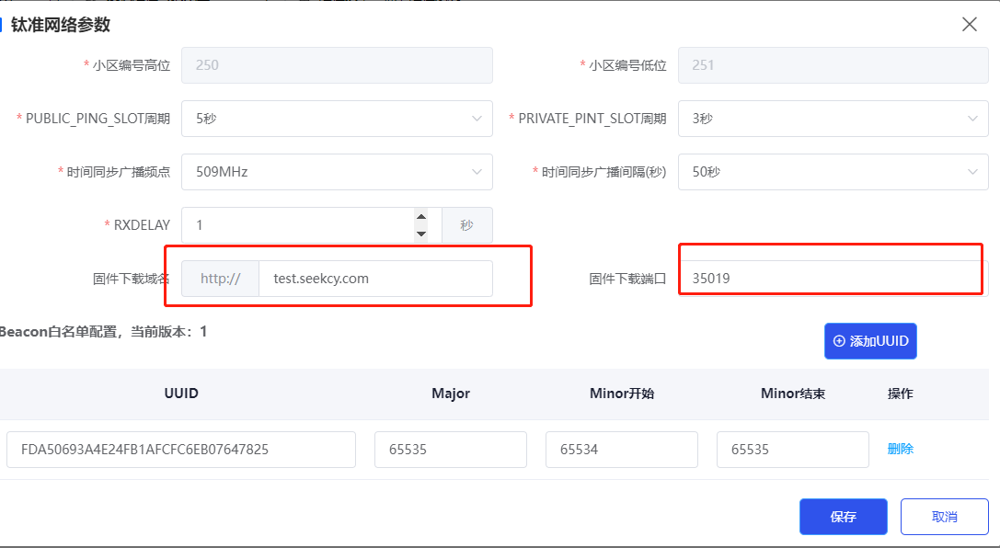 钛准网络参数
* 小区编号高位 250 * 小区编号低位 251
* PUBLIC_PING_SLOT周期 5秒 * PRIVATE_PINT_SLOT周期 3秒
* 时间同步广播频点 509MHz * 时间同步广播间隔(秒) 50秒
* RXDELAY 1 秒
固件下载域名 http:// test.seekcy.com 固件下载端口 35019
Beacon白名单配置，当前版本：1 添加UUID
UUID Major Minor开始 Minor结束 操作
FDA50693A4E24FB1AFCFC6EB07647825 65535 65534 65535 删除
保存 取消